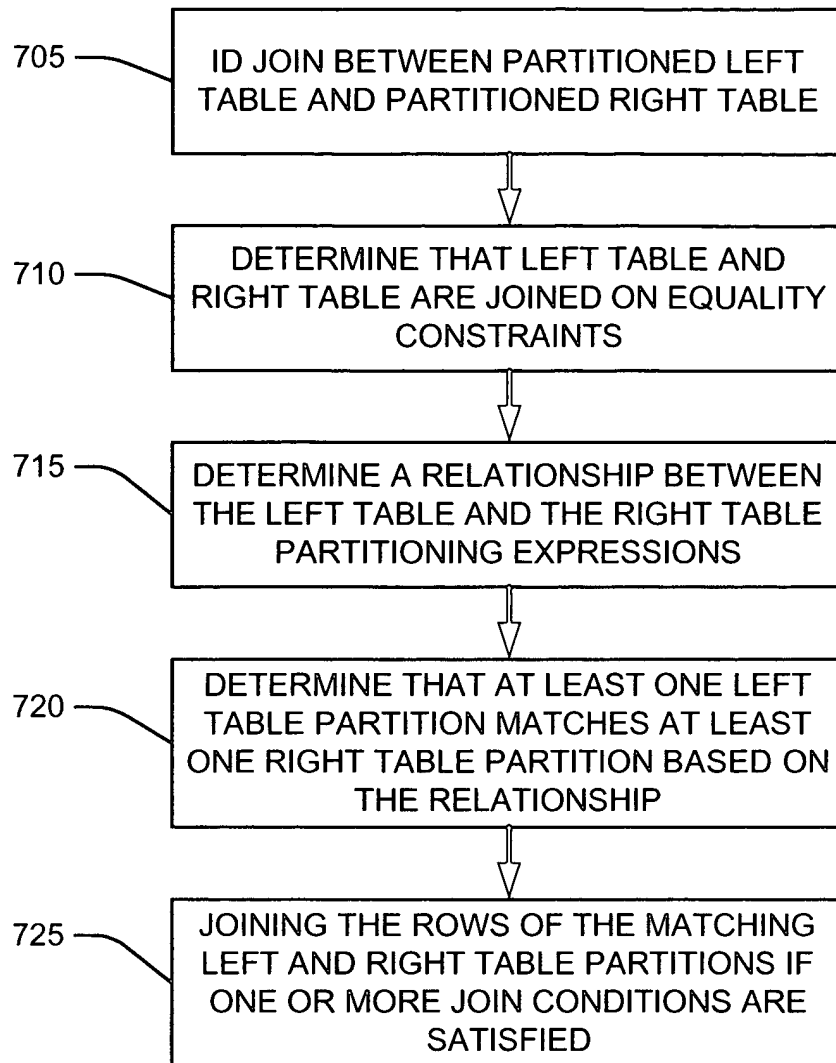 705
ID JOIN BETWEEN PARTITIONED LEFT
TABLE AND PARTITIONED RIGHT TABLE
710
DETERMINE THAT LEFT TABLE AND
RIGHT TABLE ARE JOINED ON EQUALITY
CONSTRAINTS
715
DETERMINE A RELATIONSHIP BETWEEN
THE LEFT TABLE AND THE RIGHT TABLE
PARTITIONING EXPRESSIONS
720
DETERMINE THAT AT LEAST ONE LEFT
TABLE PARTITION MATCHES AT LEAST
ONE RIGHT TABLE PARTITION BASED ON
THE RELATIONSHIP
725
JOINING THE ROWS OF THE MATCHING
LEFT AND RIGHT TABLE PARTITIONS IF
ONE OR MORE JOIN CONDITIONS ARE
SATISFIED